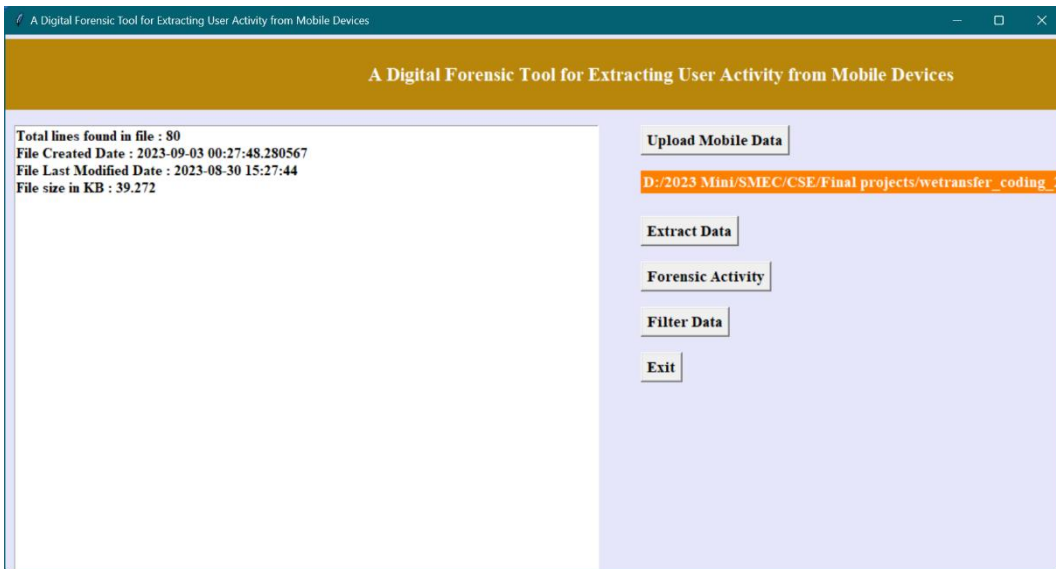 A Digital Forensic Tool for Extracting User Activity from Mobile Devices
A Digital Forensic Tool for Extracting User Activity from Mobile Devices
Total lines found in file : 80
File Created Date : 2023-09-03 00:27:48.280567
File Last Modified Date : 2023-08-30 15:27:44
File size in KB : 39.272
Upload Mobile Data
D:/2023 Mini/SMEC/CSE/Final projects/wetransfer_coding_
Extract Data
Forensic Activity
Filter Data
Exit